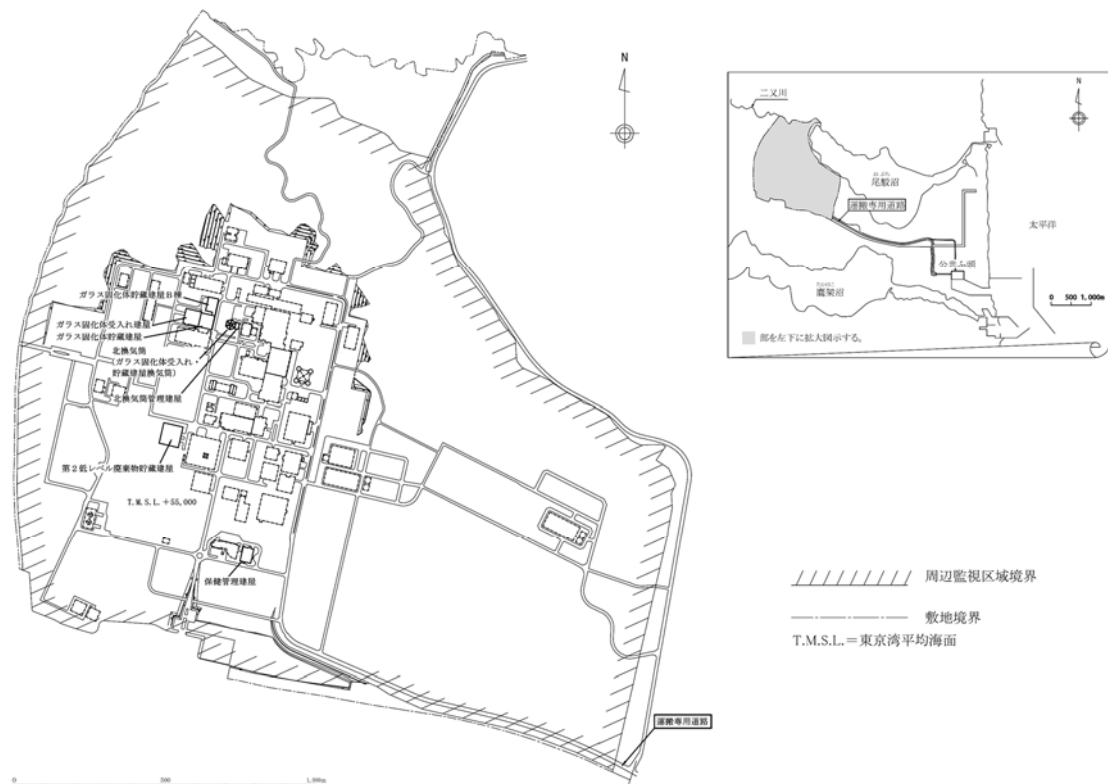 N
ガラス固化体貯蔵建屋B棟
ガラス固化体受入れ建屋
ガラス固化体貯蔵建屋
北換気筒
(ガラス固化体受入れ・
貯蔵建屋換気筒)
北換気筒管理建屋
第2低レベル廃棄物貯蔵建屋
T.M.S.L.+55,000
保健管理建屋
運搬専用道路
0 500 1,000m
N
二又川
尾駮沼
運搬専用道路
太平洋
鷹架沼
0 500 1,000m
部を左下に拡大図示する。
周辺監視区域境界
敷地境界
T.M.S.L.=東京湾平均海面